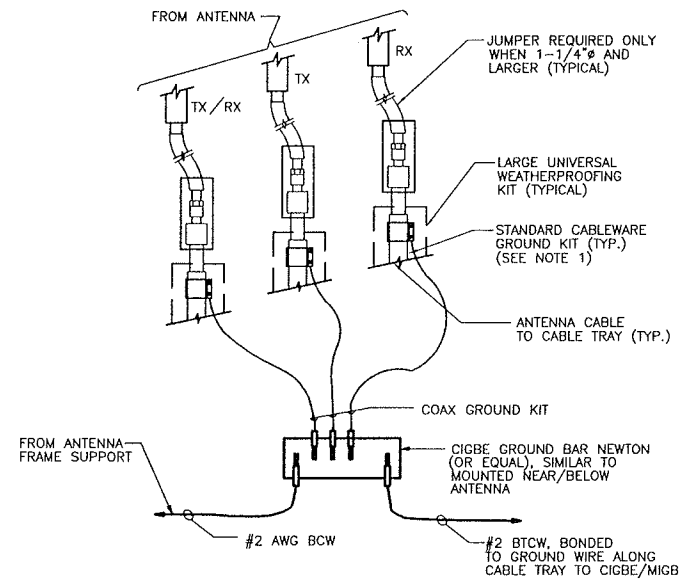 FROM ANTENNA
RX
JUMPER REQUIRED ONLY
WHEN 1-1/4"ø AND
LARGER (TYPICAL)
TX
TX/RX
LARGE UNIVERSAL
WEATHERPROOFING
KIT (TYPICAL)
STANDARD CABLEWARE
GROUND KIT (TYP.)
(SEE NOTE 1)
ANTENNA CABLE
TO CABLE TRAY (TYP.)
COAX GROUND KIT
FROM ANTENNA
FRAME SUPPORT
CIGBE GROUND BAR NEWTON
(OR EQUAL), SIMILAR TO
MOUNTED NEAR/BELOW
ANTENNA
#2 AWG BCW
#2 BTCW, BONDED
TO GROUND WIRE ALONG
CABLE TRAY TO CIGBE/MIGB